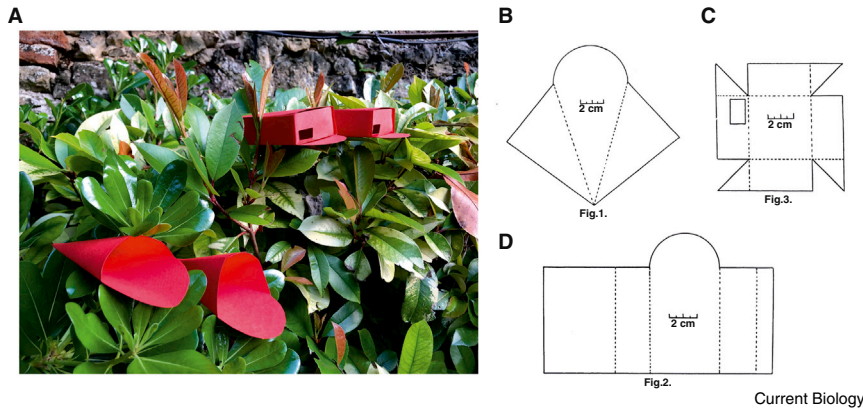 A
B
2 cm
Fig.1.
C
2 cm
Fig.3.
D
2 cm
Fig.2.
Current Biology